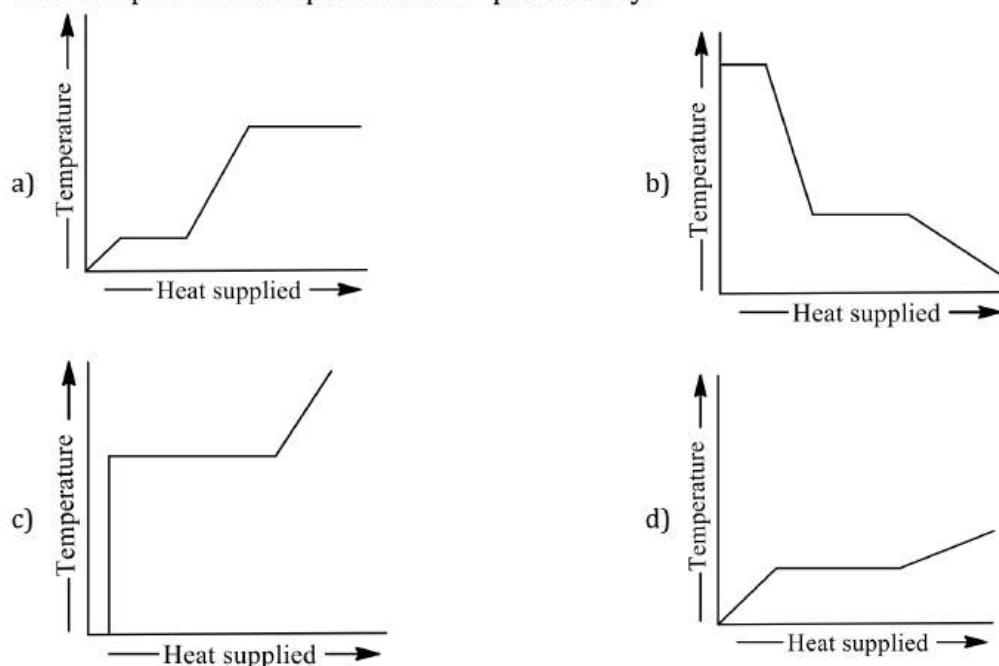 a)
Temperature
Heat supplied
b)
Temperature
Heat supplied
c)
Temperature
Heat supplied
d)
Temperature
Heat supplied